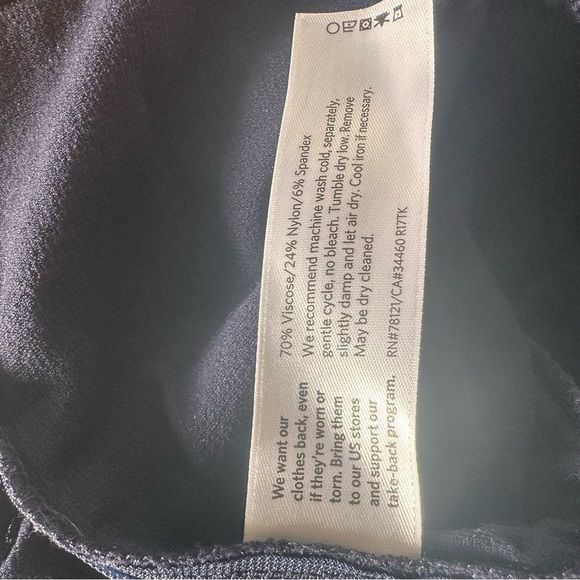 70% Viscose/24% Nylon/6% Spandex
We recommend machine wash cold, separately,
gentle cycle, no bleach. Tumble dry low. Remove
slightly damp and let air dry. Cool iron if necessary.
May be dry cleaned.
RN#78121/CA#34460 R17TK
We want our
clothes back, even
if they're worn or
torn. Bring them
to our US stores
and support our
take-back program.